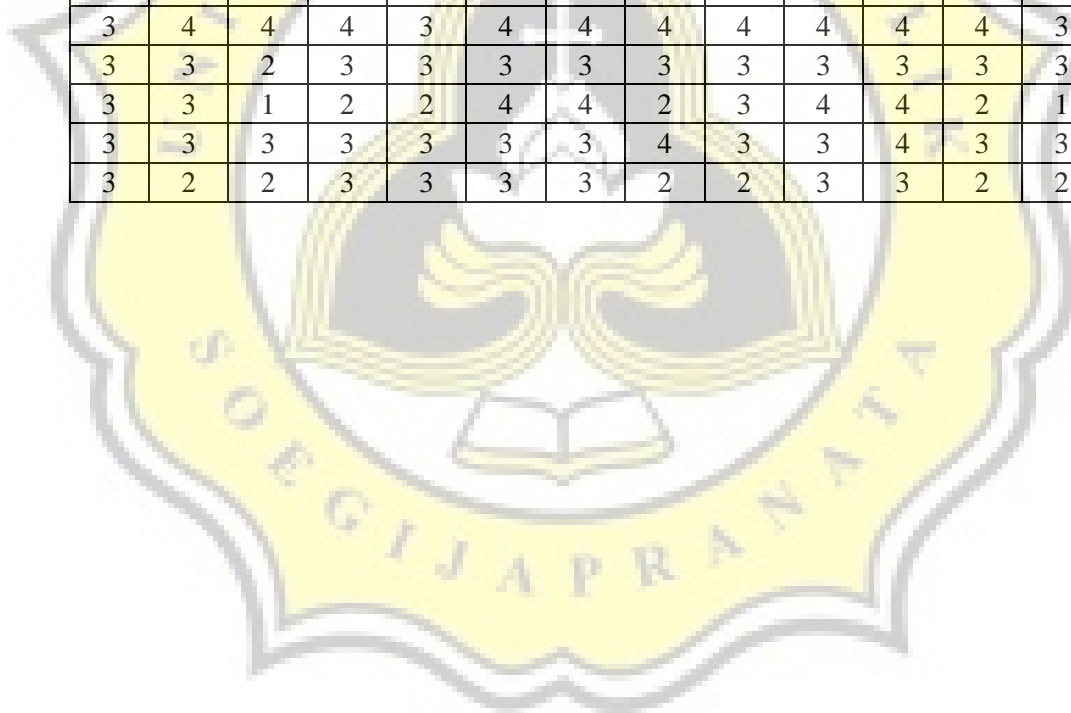 3 4 4 4 3 4 4 4 4 4 4 4 3
3 3 2 3 3 3 3 3 3 3 3 3 3
3 3 1 2 2 4 4 2 3 4 4 2 1
3 3 3 3 3 3 3 4 3 3 4 3 3
3 2 2 3 3 3 3 2 2 3 3 2 2
SOEGIJAPRANATA